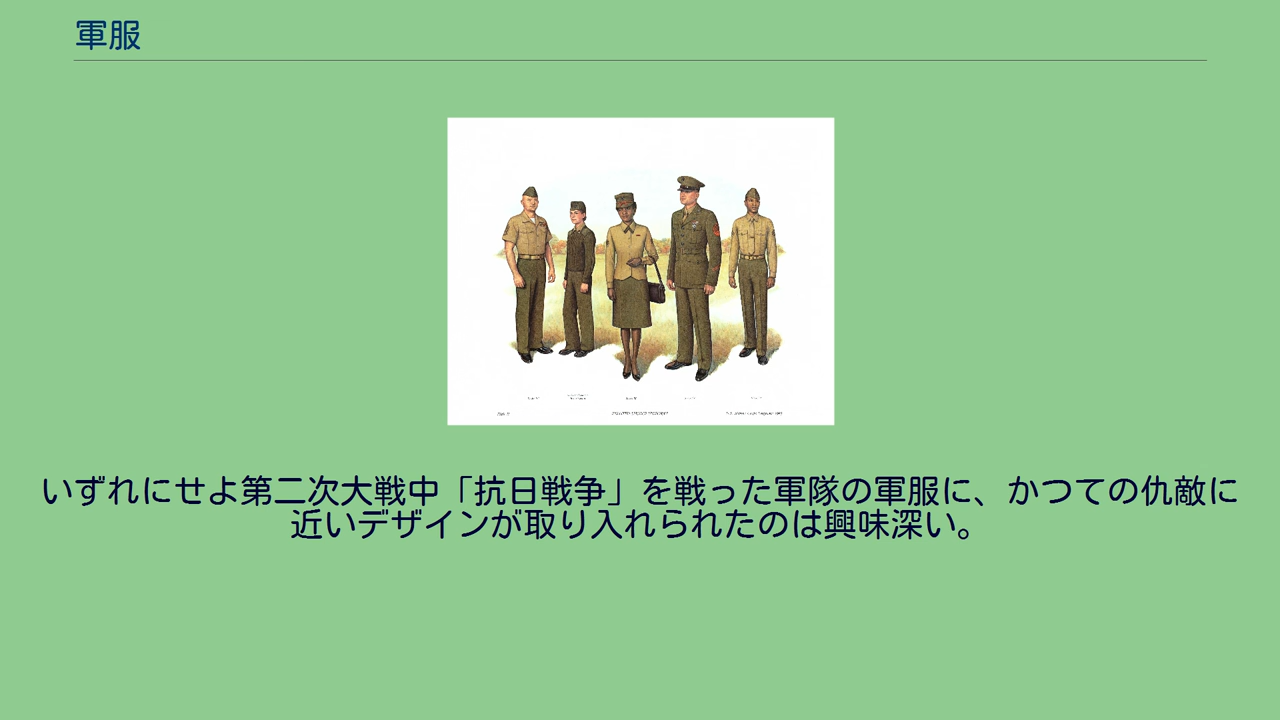 軍服
いずれにせよ第二次大戦中「抗日戦争」を戦った軍隊の軍服に、かつての仇敵に
近いデザインが取り入れられたのは興味深い。